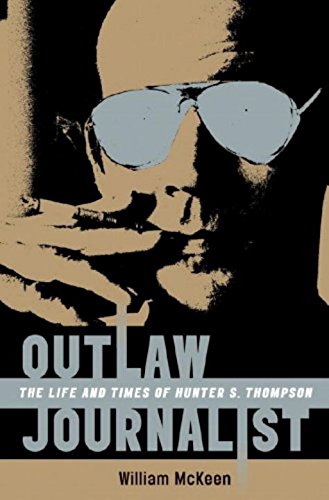 OUTLAW
THE LIFE AND TIMES OF HUNTER S. THOMPSON
JOURNALIST
William McKeen